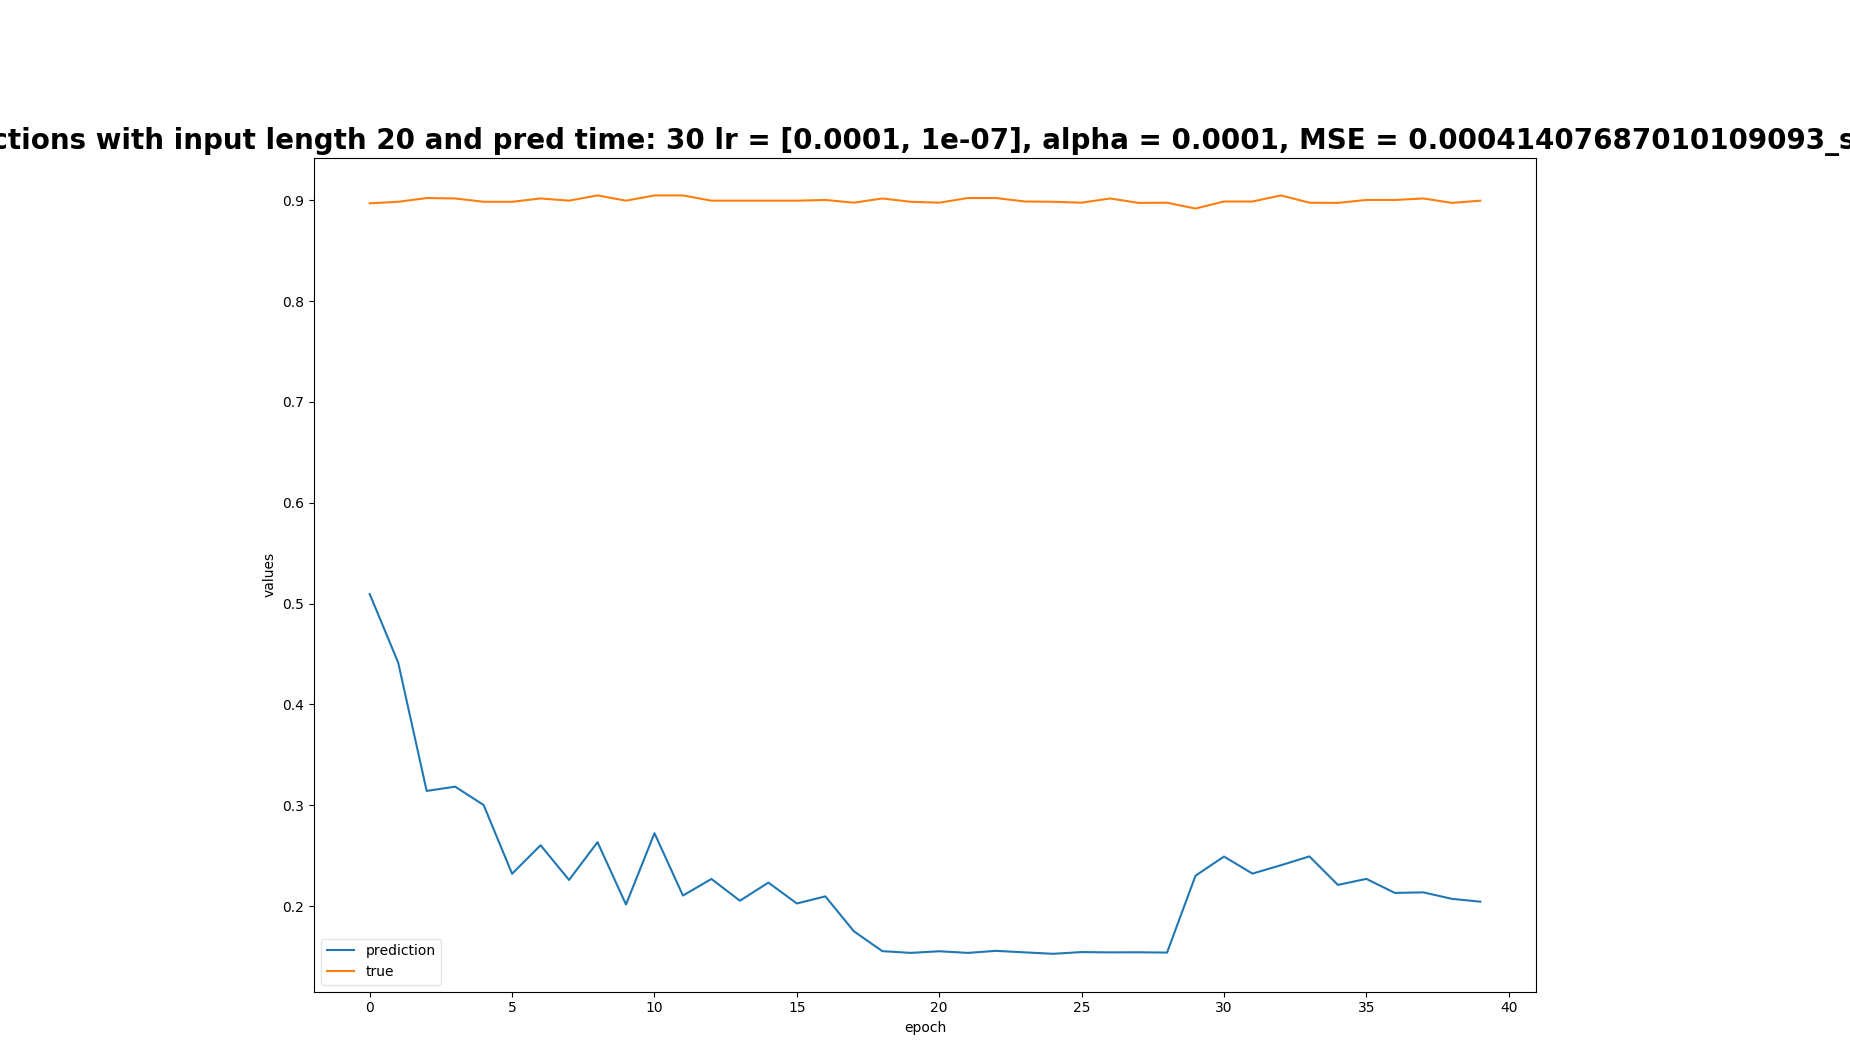 ctions with input length 20 and pred time: 30 lr = [0.0001, 1e-07], alpha = 0.0001, MSE = 0.00041407687010109093_s
0.9
0.8
0.7
0.6
0.5
0.4
0.3
0.2
values
prediction
true
0 5 10 15 20 25 30 35 40
epoch